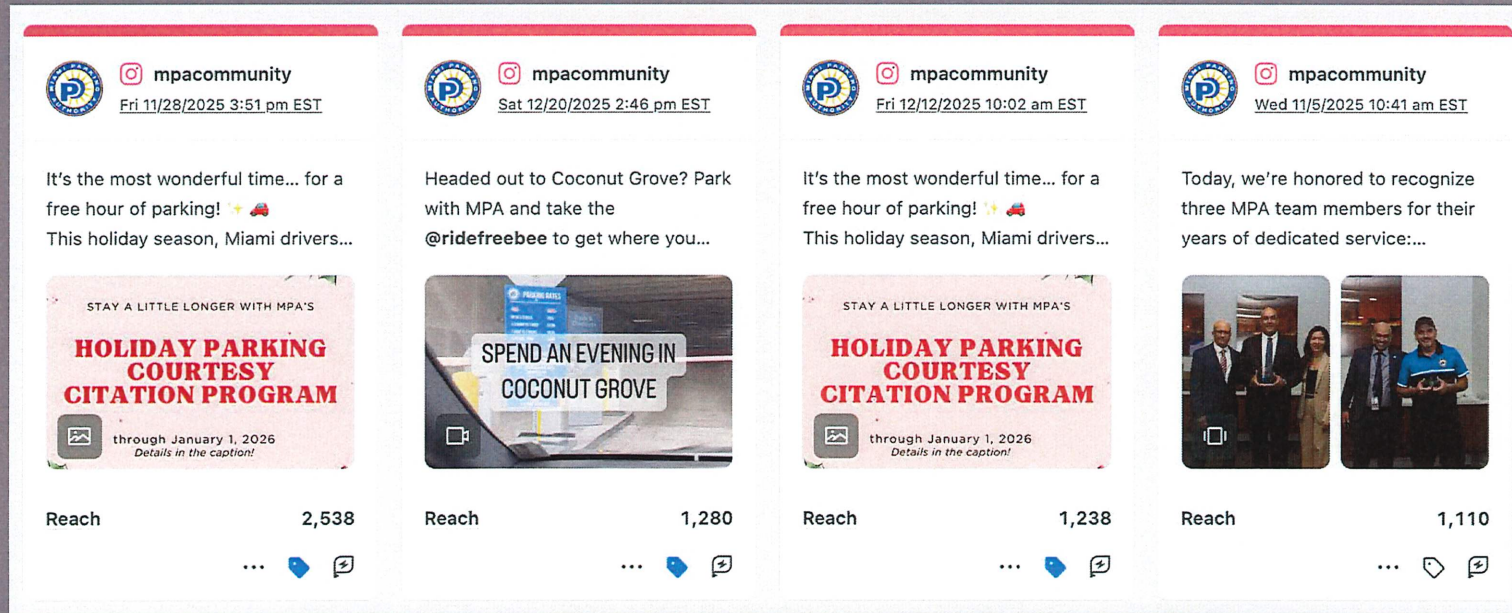 mpacommunity
Fri 11/28/2025 3:51 pm EST
It's the most wonderful time... for a
free hour of parking! ✨ 🚗
This holiday season, Miami drivers...
STAY A LITTLE LONGER WITH MPA'S
HOLIDAY PARKING
COURTESY
CITATION PROGRAM
through January 1, 2026
Details in the caption!
Reach 2,538
mpacommunity
Sat 12/20/2025 2:46 pm EST
Headed out to Coconut Grove? Park
with MPA and take the
@ridefreebee to get where you...
PARKING RATES
SPEND AN EVENING IN
COCONUT GROVE
Reach 1,280
mpacommunity
Fri 12/12/2025 10:02 am EST
It's the most wonderful time... for a
free hour of parking! ✨ 🚗
This holiday season, Miami drivers...
STAY A LITTLE LONGER WITH MPA'S
HOLIDAY PARKING
COURTESY
CITATION PROGRAM
through January 1, 2026
Details in the caption!
Reach 1,238
mpacommunity
Wed 11/5/2025 10:41 am EST
Today, we're honored to recognize
three MPA team members for their
years of dedicated service:...
Reach 1,110